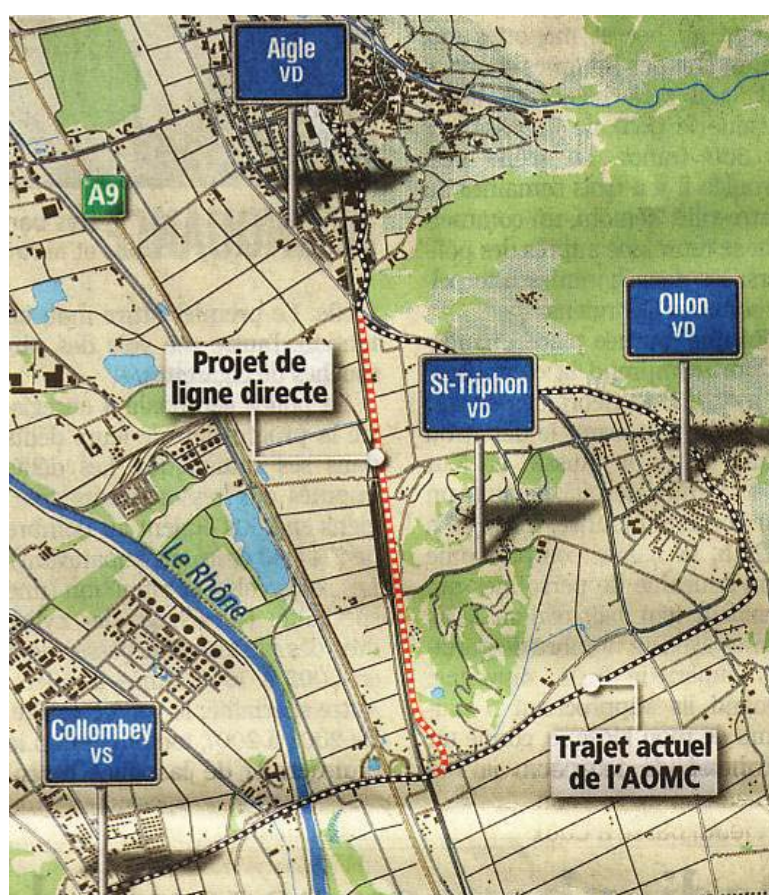 Aigle
VD
A9
Ollon
VD
Projet de
ligne directe
St-Triphon
VD
Le Rhône
Collombey
VS
Trajet actuel
de l'AOMC